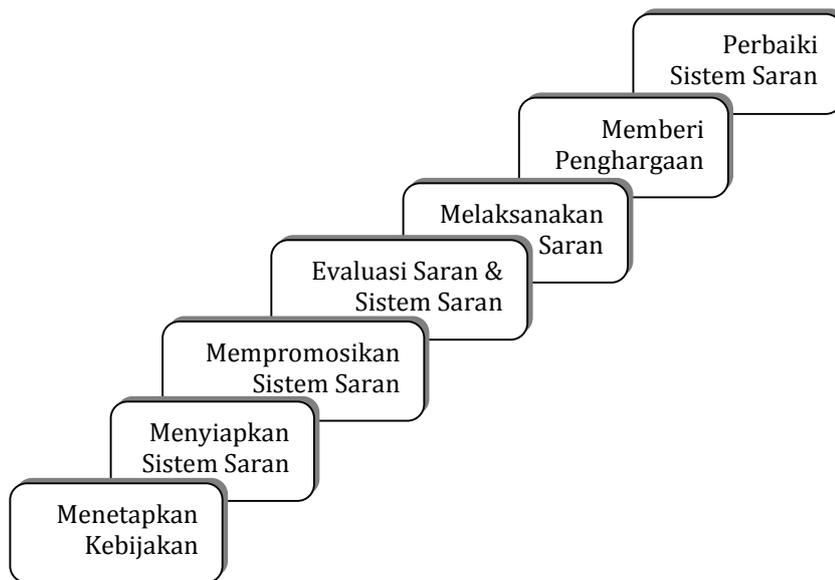 Perbaiki
Sistem Saran
Memberi
Penghargaan
Melaksanakan
Saran
Evaluasi Saran &
Sistem Saran
Mempromosikan
Sistem Saran
Menyiapkan
Sistem Saran
Menetapkan
Kebijakan